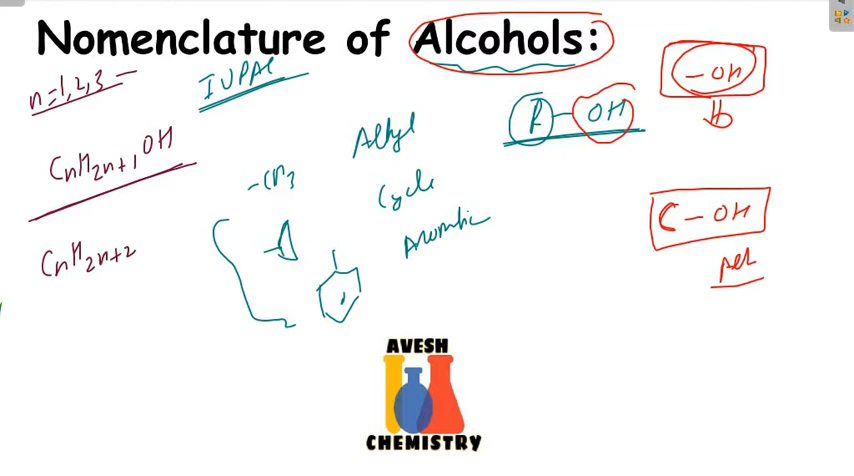 Nomenclature of Alcohols:
n=1,2,3 —
IUPAC
CnH2n+1OH
CnH2n+2
-CH3
Alkyl
Cyclo
Aromatic
R-OH
-OH
C-OH
AVESH
CHEMISTRY